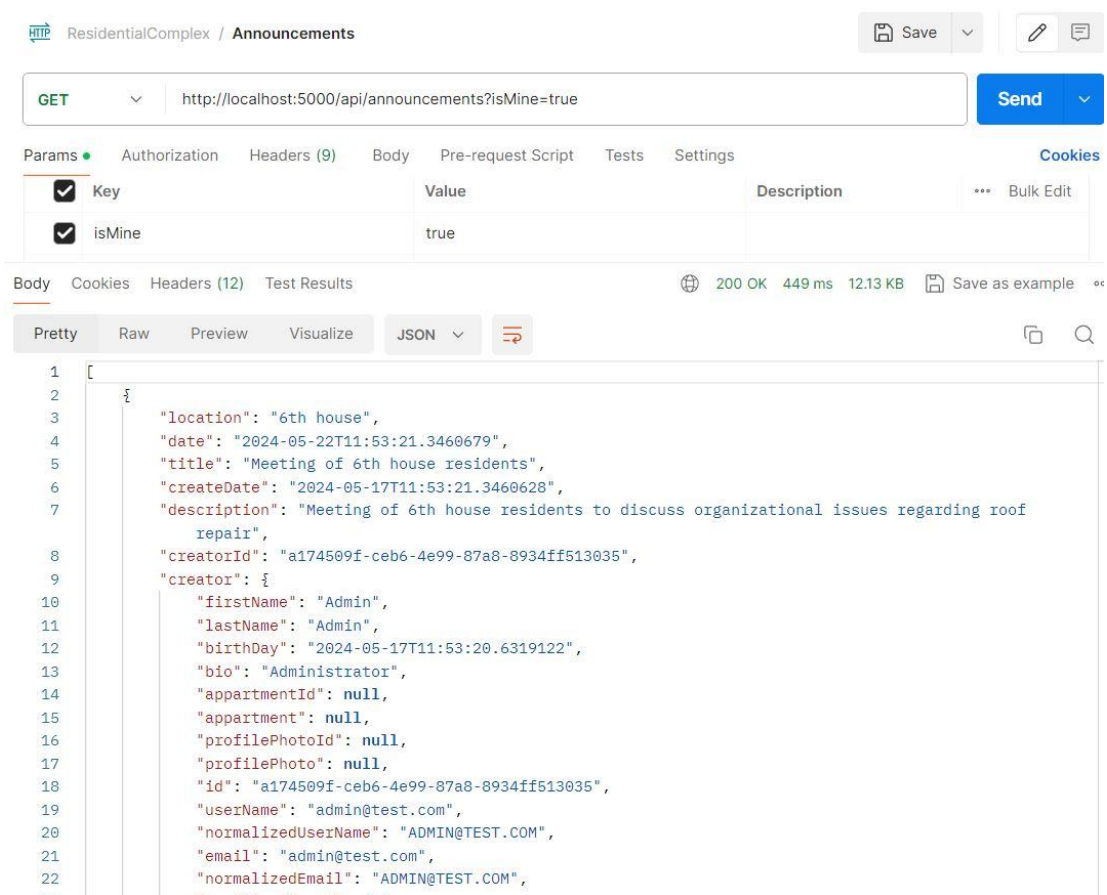 HTTP ResidentialComplex / Announcements Save
GET http://localhost:5000/api/announcements?isMine=true Send
Params Authorization Headers (9) Body Pre-request Script Tests Settings Cookies
Key Value Description Bulk Edit
isMine true
Body Cookies Headers (12) Test Results 200 OK 449 ms 12.13 KB Save as example
Pretty Raw Preview Visualize JSON
1 [
2 {
3 "location": "6th house",
4 "date": "2024-05-22T11:53:21.3460679",
5 "title": "Meeting of 6th house residents",
6 "createDate": "2024-05-17T11:53:21.3460628",
7 "description": "Meeting of 6th house residents to discuss organizational issues regarding roof
repair",
8 "creatorId": "a174509f-ceb6-4e99-87a8-8934ff513035",
9 "creator": {
10 "firstName": "Admin",
11 "lastName": "Admin",
12 "birthDay": "2024-05-17T11:53:20.6319122",
13 "bio": "Administrator",
14 "appartmentId": null,
15 "appartment": null,
16 "profilePhotoId": null,
17 "profilePhoto": null,
18 "id": "a174509f-ceb6-4e99-87a8-8934ff513035",
19 "userName": "admin@test.com",
20 "normalizedUserName": "ADMIN@TEST.COM",
21 "email": "admin@test.com",
22 "normalizedEmail": "ADMIN@TEST.COM",